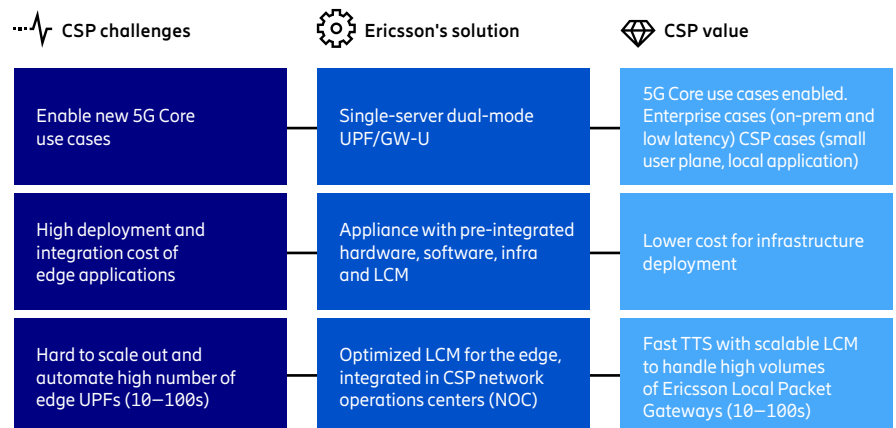 CSP challenges
Ericsson's solution
CSP value
Enable new 5G Core
use cases
Single-server dual-mode
UPF/GW-U
5G Core use cases enabled.
Enterprise cases (on-prem and
low latency) CSP cases (small
user plane, local application)
High deployment and
integration cost of
edge applications
Appliance with pre-integrated
hardware, software, infra
and LCM
Lower cost for infrastructure
deployment
Hard to scale out and
automate high number of
edge UPFs (10–100s)
Optimized LCM for the edge,
integrated in CSP network
operations centers (NOC)
Fast TTS with scalable LCM
to handle high volumes
of Ericsson Local Packet
Gateways (10–100s)